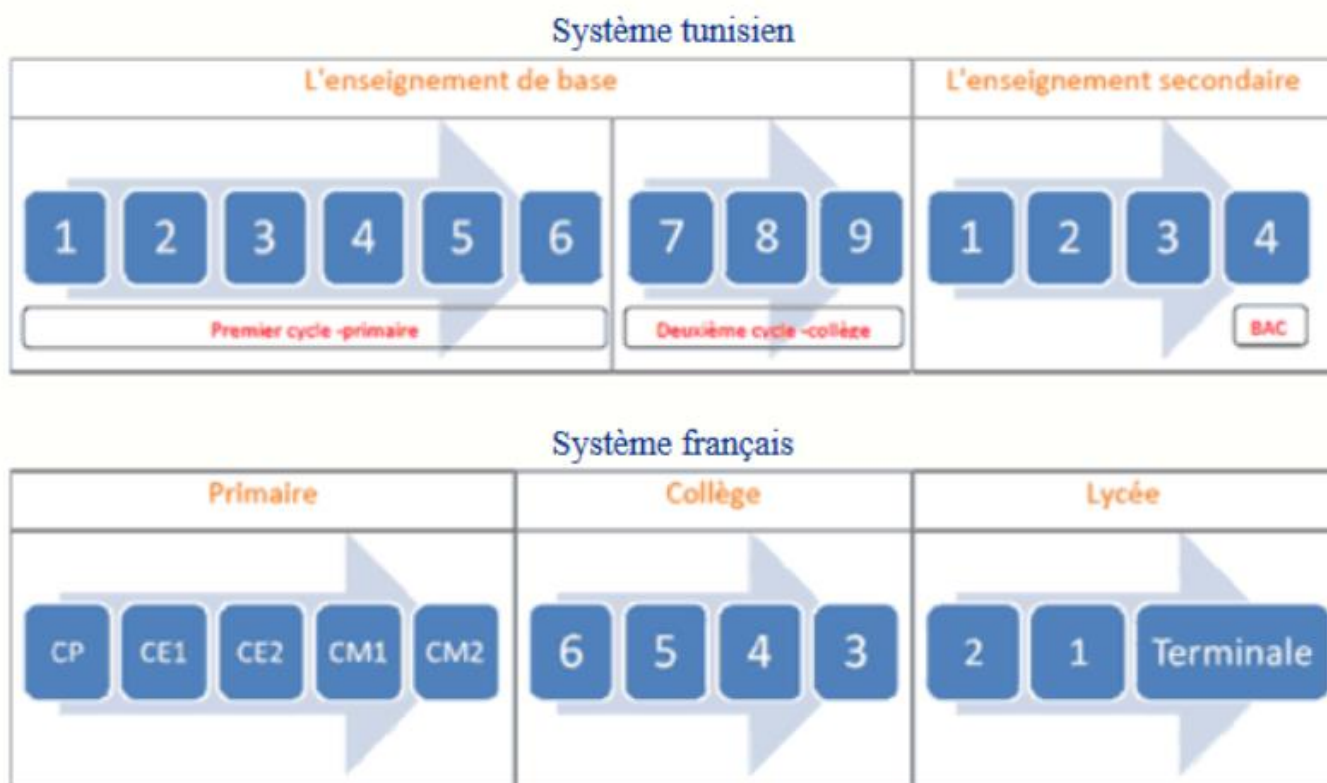 Système tunisien
L'enseignement de base L'enseignement secondaire
1 2 3 4 5 6 7 8 9 1 2 3 4
Premier cycle -primaire Deuxième cycle -collège BAC
Système français
Primaire Collège Lycée
CP CE1 CE2 CM1 CM2 6 5 4 3 2 1 Terminale